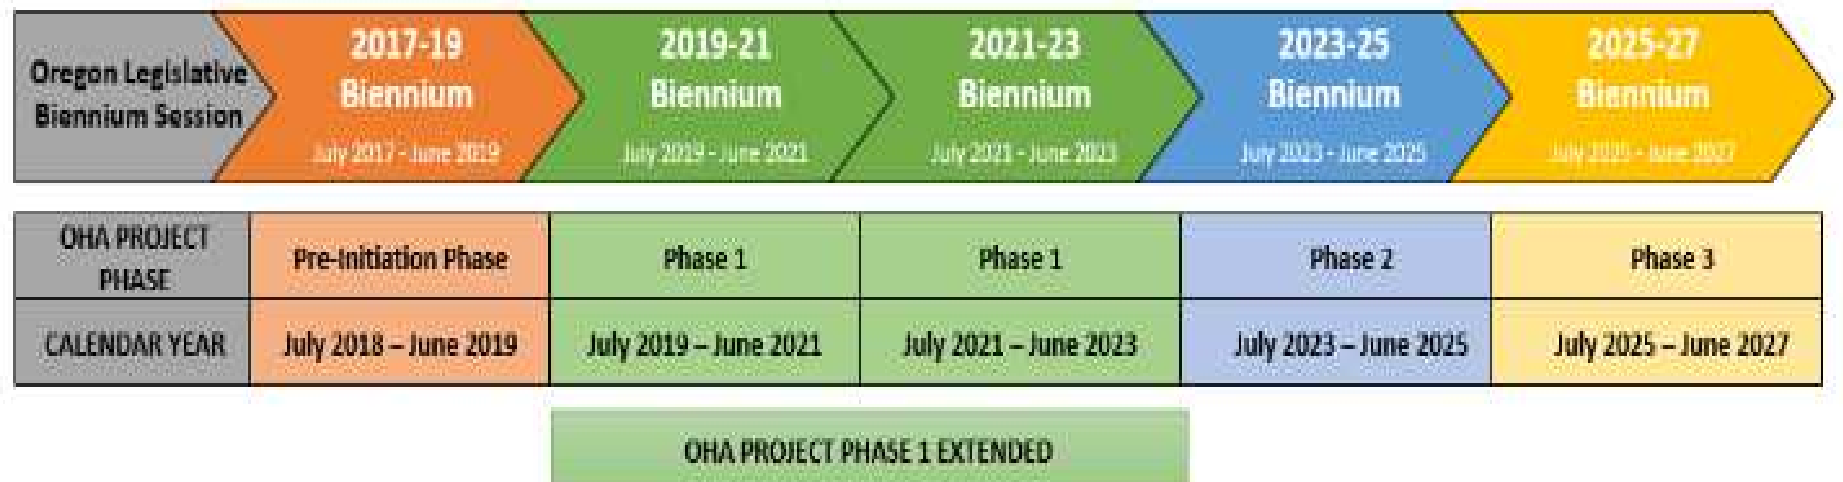 Oregon Legislative
Biennium Session
2017-19
Biennium
July 2017 - June 2019
2019-21
Biennium
July 2019 - June 2021
2021-23
Biennium
July 2021 - June 2023
2023-25
Biennium
July 2023 - June 2025
2025-27
Biennium
July 2025 - June 2027
OHA PROJECT
PHASE
Pre-Initiation Phase
Phase 1
Phase 1
Phase 2
Phase 3
CALENDAR YEAR
July 2018 – June 2019
July 2019 – June 2021
July 2021 – June 2023
July 2023 – June 2025
July 2025 – June 2027
OHA PROJECT PHASE 1 EXTENDED